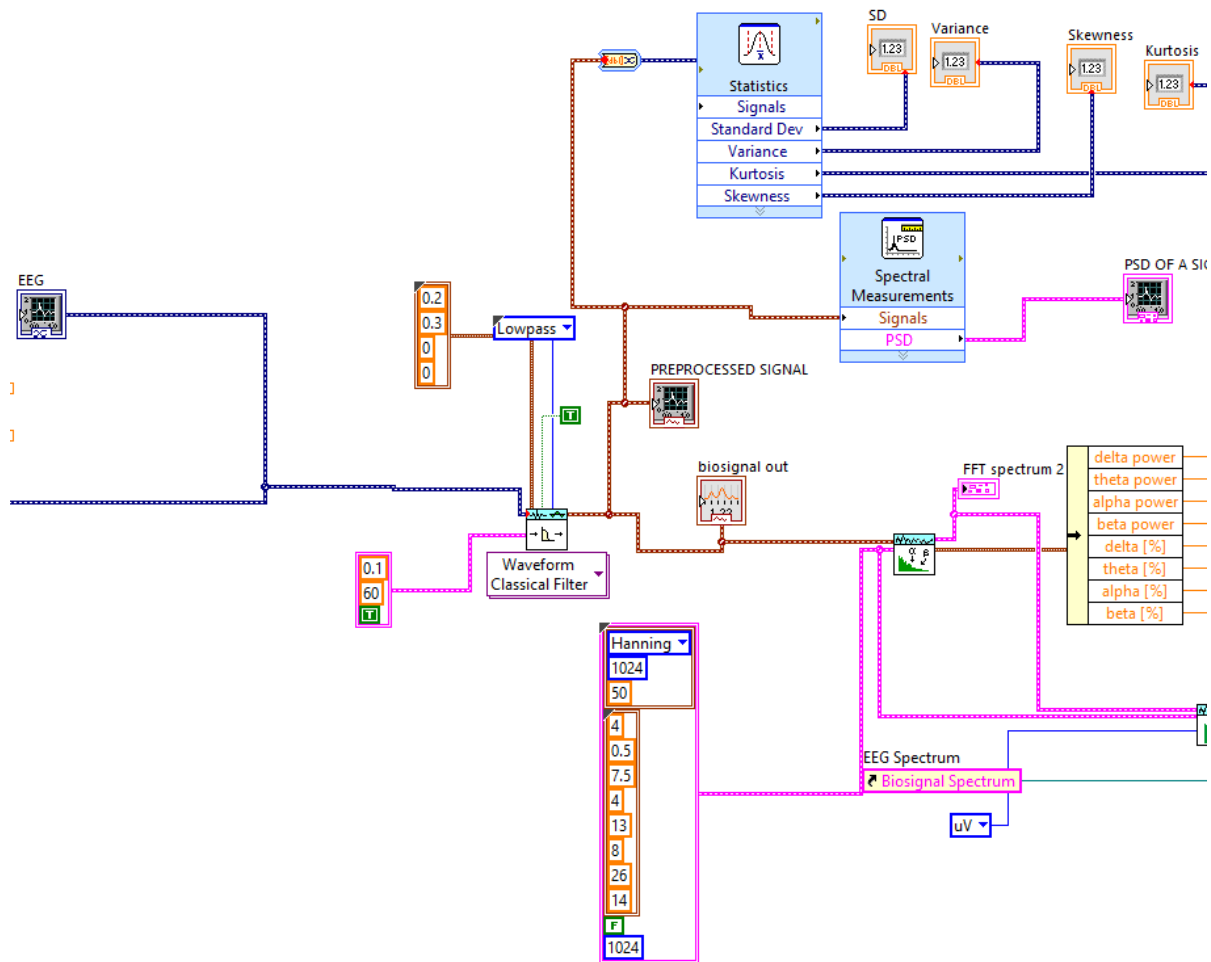 SD
1.23
DBL
Variance
1.23
DBL
Skewness
1.23
DBL
Kurtosis
1.23
DBL
Statistics
Signals
Standard Dev
Variance
Kurtosis
Skewness
PSD
Spectral
Measurements
Signals
PSD
PSD OF A SIG
EEG
0.2
0.3
0
0
Lowpass
T
PREPROCESSED SIGNAL
biosignal out
1.23
FFT spectrum 2
delta power
theta power
alpha power
beta power
delta [%]
theta [%]
alpha [%]
beta [%]
α β
Waveform
Classical Filter
0.1
60
T
Hanning
1024
50
4
0.5
7.5
4
13
8
26
14
F
1024
EEG Spectrum
Biosignal Spectrum
uV